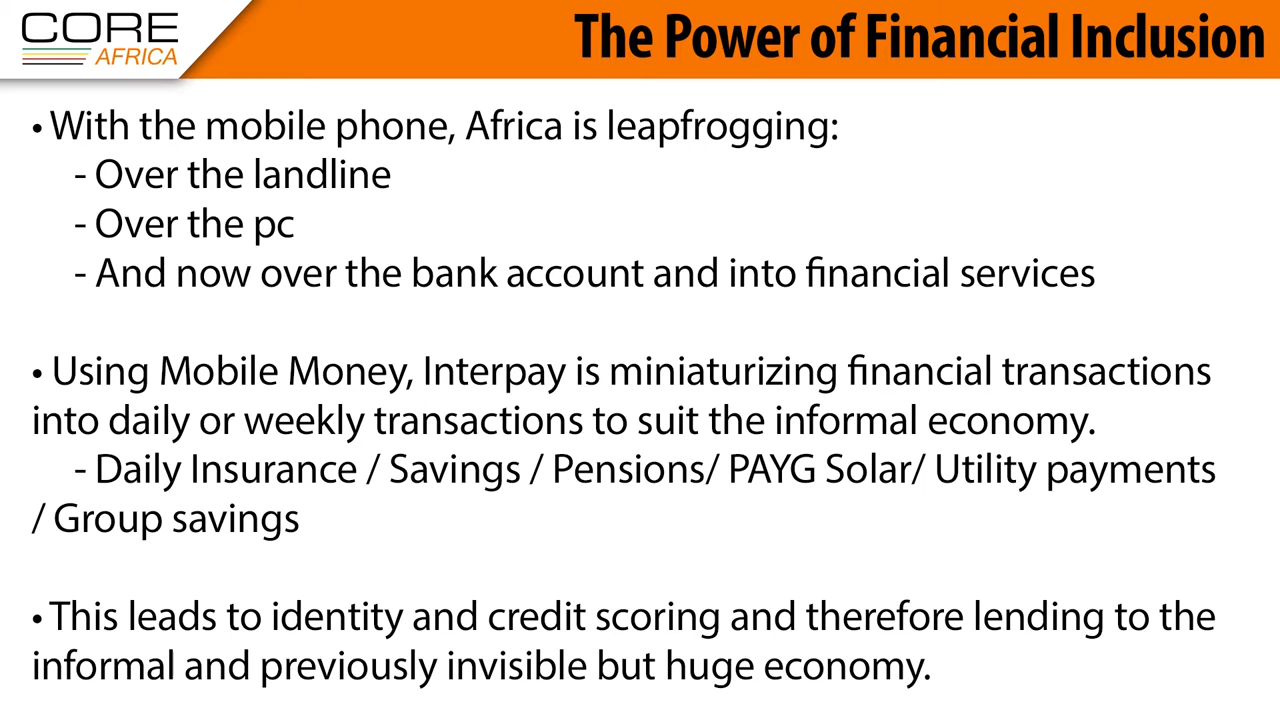 CORE
AFRICA
The Power of Financial Inclusion
• With the mobile phone, Africa is leapfrogging:
- Over the landline
- Over the pc
- And now over the bank account and into financial services
• Using Mobile Money, Interpay is miniaturizing financial transactions
into daily or weekly transactions to suit the informal economy.
- Daily Insurance / Savings / Pensions/ PAYG Solar/ Utility payments
/ Group savings
• This leads to identity and credit scoring and therefore lending to the
informal and previously invisible but huge economy.